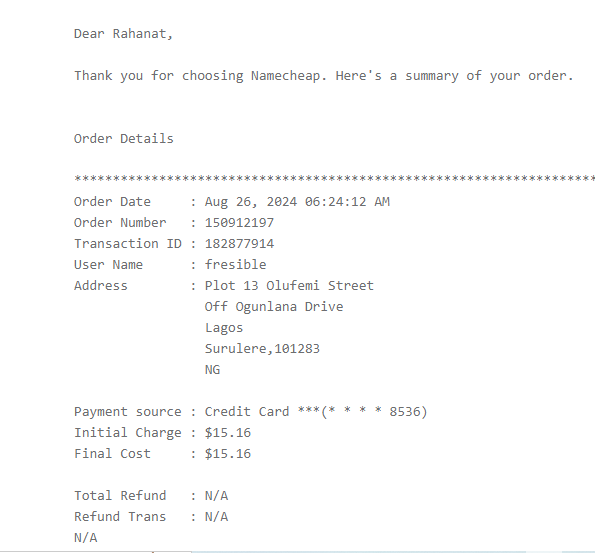 Dear Rahanat,
Thank you for choosing Namecheap. Here's a summary of your order.
Order Details
********************************************************************
Order Date     : Aug 26, 2024 06:24:12 AM
Order Number   : 150912197
Transaction ID : 182877914
User Name      : fresible
Address        : Plot 13 Olufemi Street
                 Off Ogunlana Drive
                 Lagos
                 Surulere,101283
                 NG
Payment source : Credit Card ***(* * * * 8536)
Initial Charge : $15.16
Final Cost     : $15.16
Total Refund   : N/A
Refund Trans   : N/A
N/A